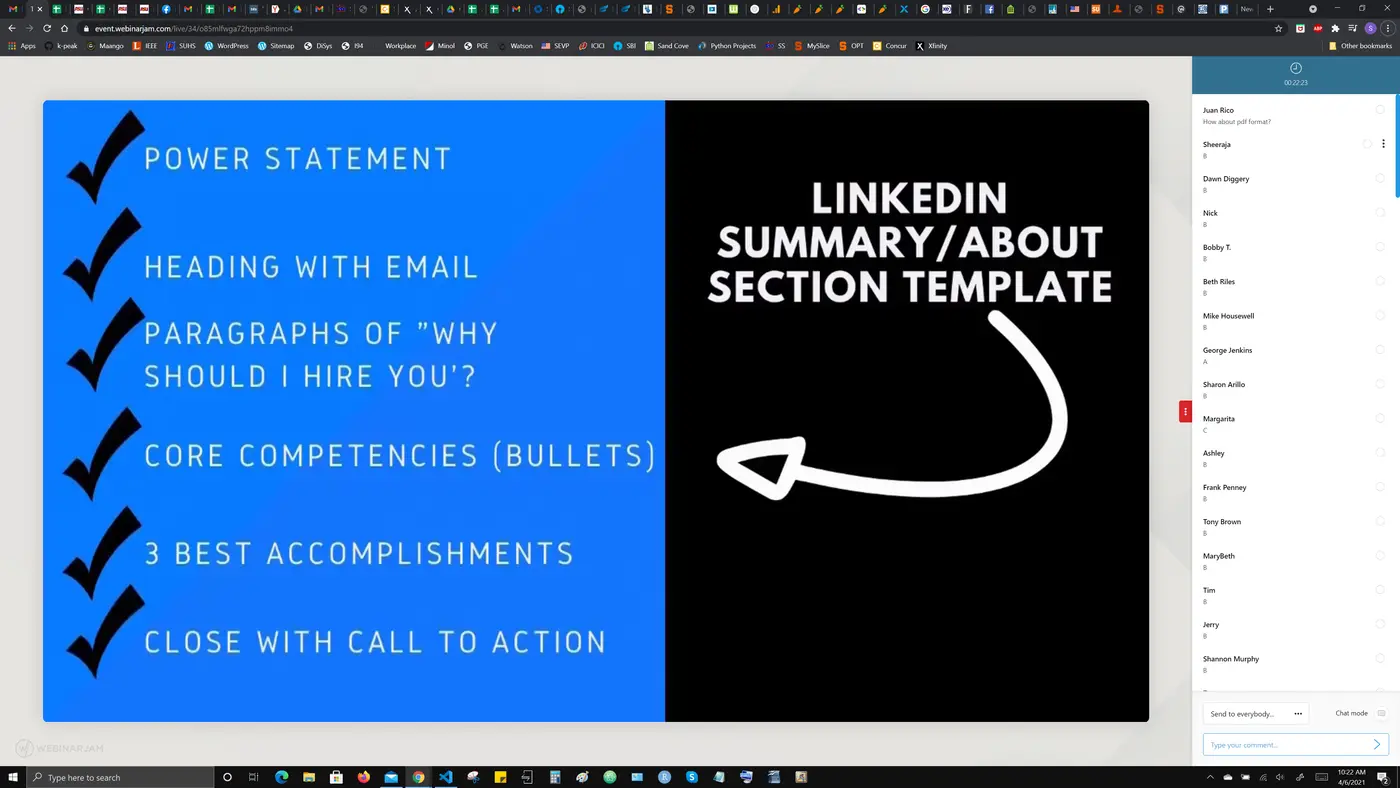 New
event.webinarjam.com/live/34/o85mlfwga72hppm8immo4
Apps
k-peak
Maango
IEEE
SUHS
WordPress
Sitemap
DiSys
I94
Workplace
Minol
PGE
Watson
SEVP
ICICI
SBI
Sand Cove
Python Projects
SS
MySlice
OPT
Concur
Xfinity
Other bookmarks
POWER STATEMENT
HEADING WITH EMAIL
PARAGRAPHS OF "WHY
SHOULD I HIRE YOU'?
CORE COMPETENCIES (BULLETS)
3 BEST ACCOMPLISHMENTS
CLOSE WITH CALL TO ACTION
LINKEDIN
SUMMARY/ABOUT
SECTION TEMPLATE
WEBINARJAM
00:22:23
Juan Rico
How about pdf format?
Sheeraja
B
Dawn Diggery
B
Nick
B
Bobby T.
B
Beth Riles
B
Mike Housewell
B
George Jenkins
A
Sharon Arillo
B
Margarita
C
Ashley
B
Frank Penney
B
Tony Brown
B
MaryBeth
B
Tim
B
Jerry
B
Shannon Murphy
B
Send to everybody...
Chat mode
Type your comment...
Type here to search
10:22 AM
4/6/2021